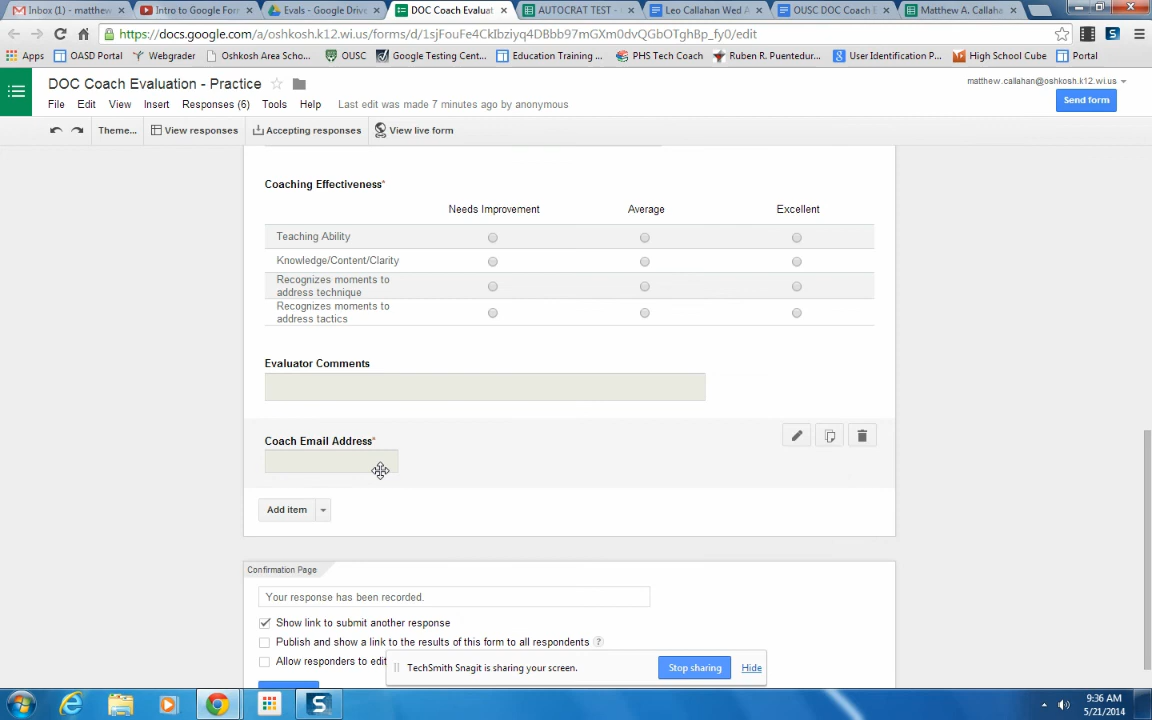 Inbox (1) - matthew
Intro to Google Form
Evals - Google Drive
DOC Coach Evaluat
AUTOCRAT TEST -
Leo Callahan Wed A
OUSC DOC Coach E
Matthew A. Callaha
https://docs.google.com/a/oshkosh.k12.wi.us/forms/d/
/edit
Apps
OASD Portal
Webgrader
Oshkosh Area Scho...
OUSC
Google Testing Cent...
Education Training ...
PHS Tech Coach
Ruben R. Puentedur...
User Identification P...
High School Cube
Portal
DOC Coach Evaluation - Practice
matthew.callahan@oshkosh.k12.wi.us
File Edit View Insert Responses (6) Tools Help Last edit was made 7 minutes ago by anonymous
Send form
Theme... View responses Accepting responses View live form
Coaching Effectiveness*
Needs Improvement Average Excellent
Teaching Ability
Knowledge/Content/Clarity
Recognizes moments to
address technique
Recognizes moments to
address tactics
Evaluator Comments
Coach Email Address*
Add item
Confirmation Page
Your response has been recorded.
Show link to submit another response
Publish and show a link to the results of this form to all respondents ?
Allow responders to edit
TechSmith Snagit is sharing your screen.
Stop sharing
Hide
9:36 AM
5/21/2014